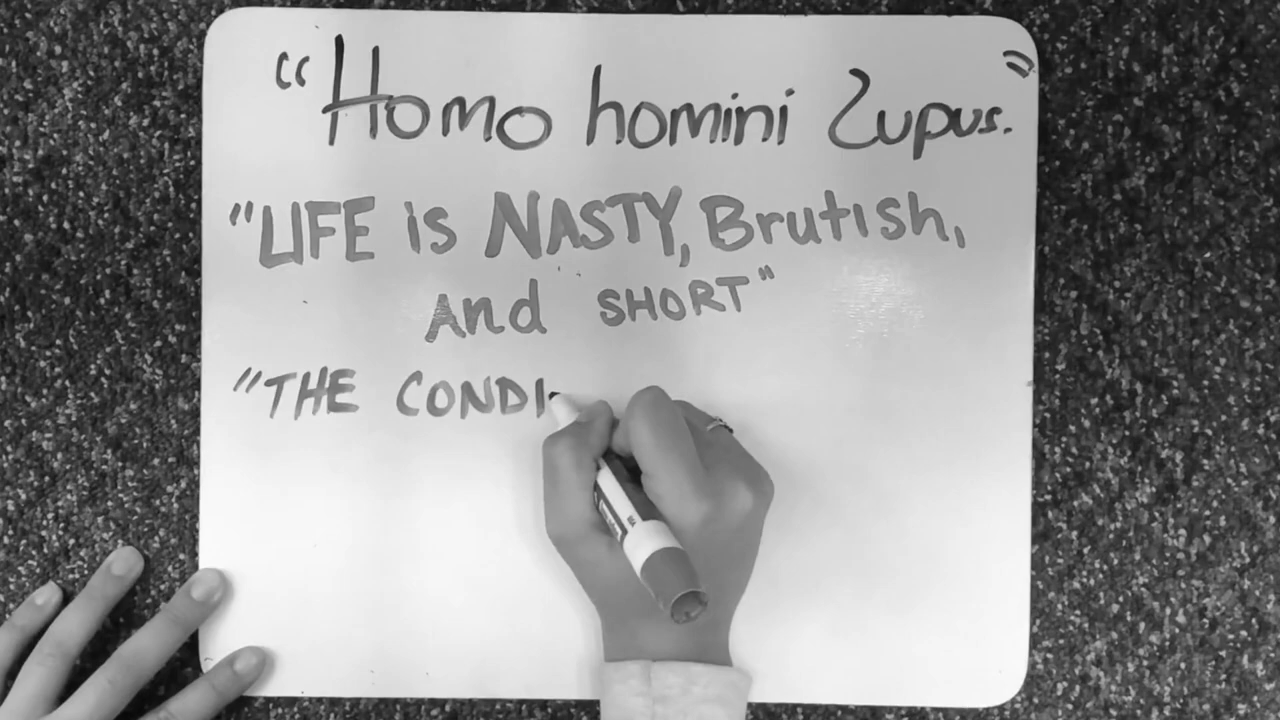 “Homo homini lupus.”
"LIFE is NASTY, Brutish,
And SHORT"
"THE CONDI